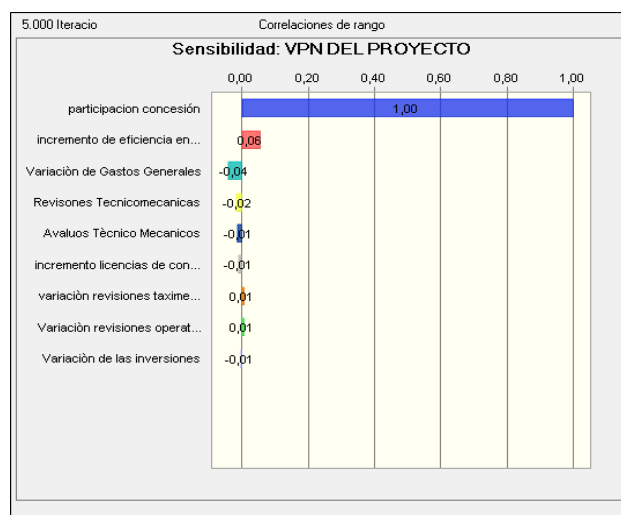 5.000 Iteracio
Correlaciones de rango
Sensibilidad: VPN DEL PROYECTO
0,00 0,20 0,40 0,60 0,80 1,00
participacion concesión 1,00
incremento de eficiencia en... 0,06
Variaciòn de Gastos Generales -0,04
Revisones Tecnicomecanicas -0,02
Avaluos Tècnico Mecanicos -0,01
incremento licencias de con... -0,01
variaciòn revisiones taxime... 0,01
Variaciòn revisiones operat... 0,01
Variaciòn de las inversiones -0,01